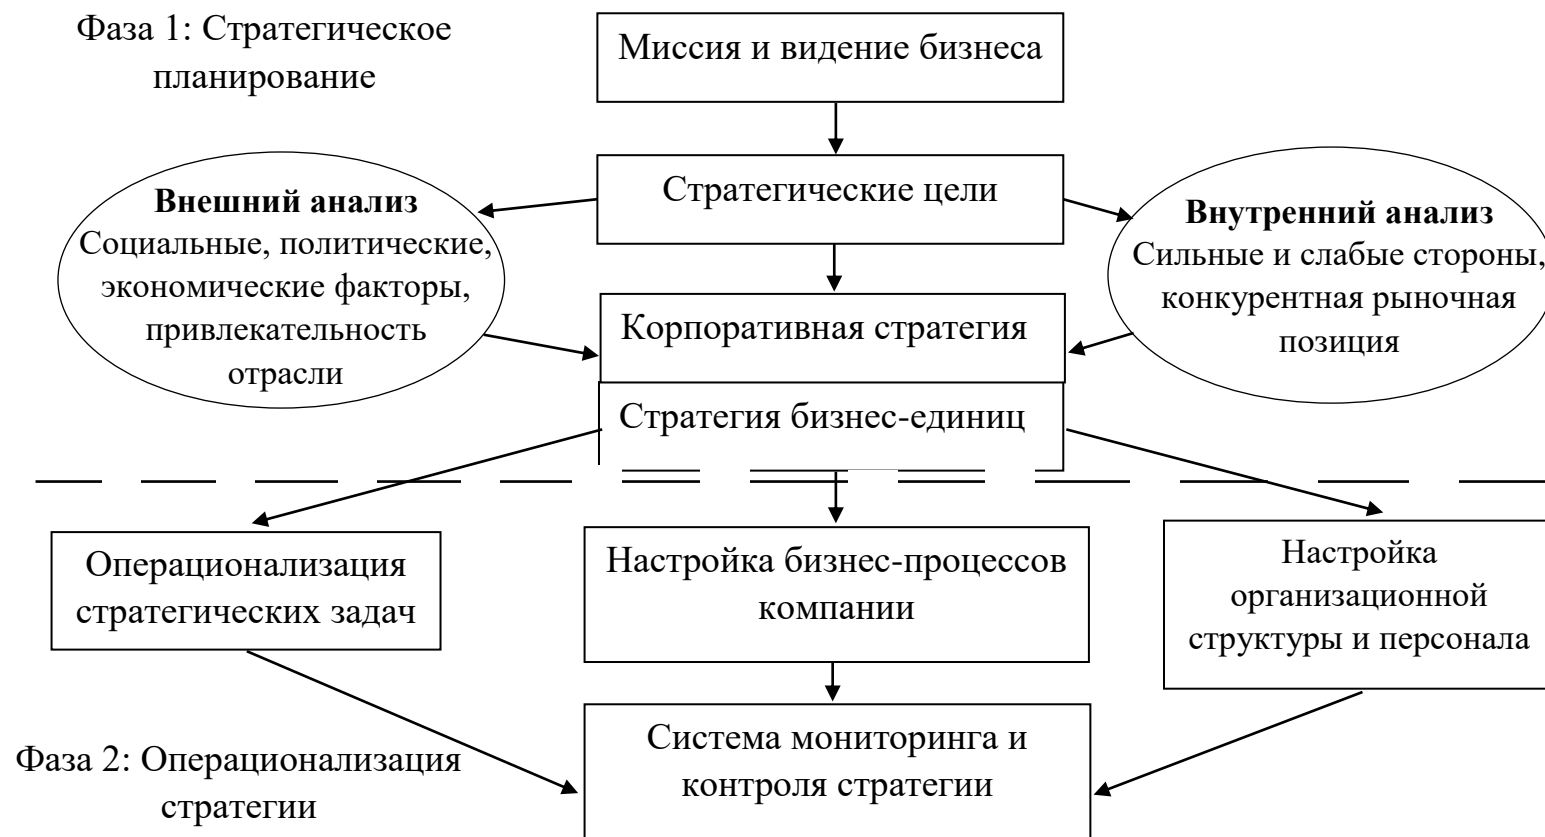 Фаза 1: Стратегическое
планирование
Миссия и видение бизнеса
Стратегические цели
Внешний анализ
Социальные, политические,
экономические факторы,
привлекательность
отрасли
Внутренний анализ
Сильные и слабые стороны,
конкурентная рыночная
позиция
Корпоративная стратегия
Стратегия бизнес-единиц
Операционализация
стратегических задач
Настройка бизнес-процессов
компании
Настройка
организационной
структуры и персонала
Фаза 2: Операционализация
стратегии
Система мониторинга и
контроля стратегии